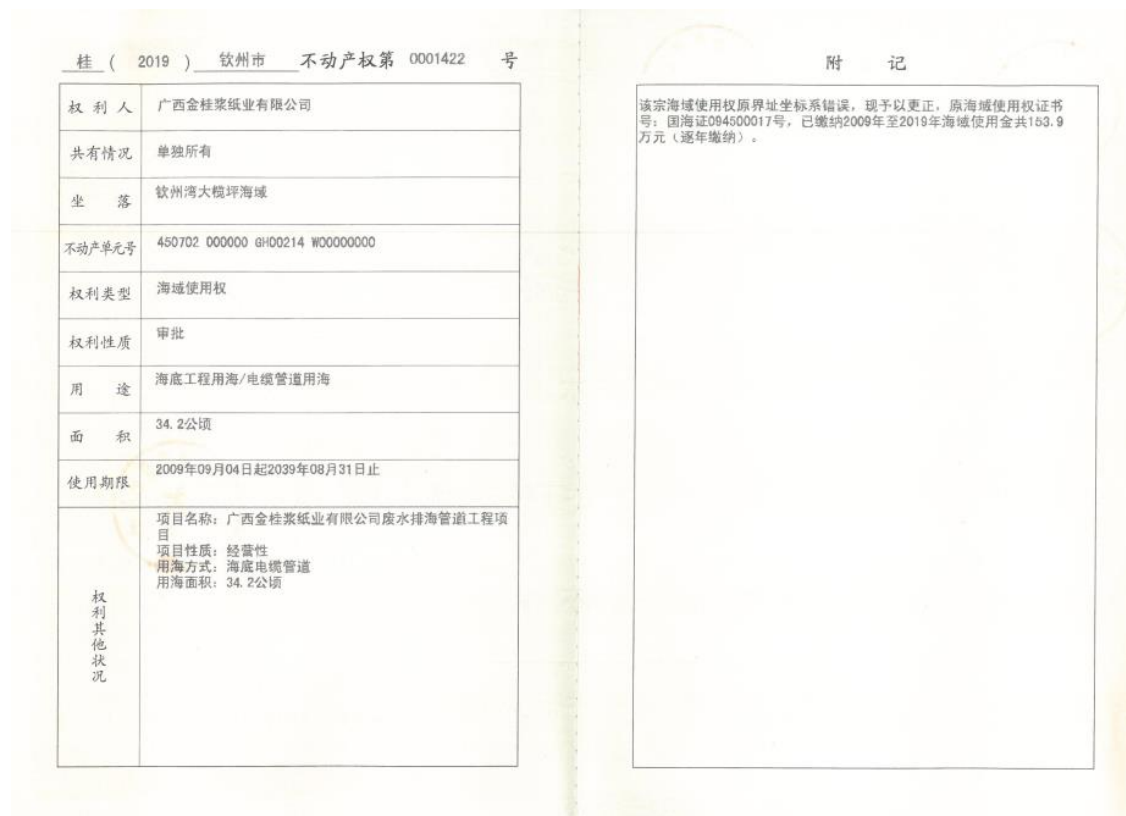 桂 ( 2019 ) 钦州市 不动产权第 0001422 号
权利人 广西金桂浆纸业有限公司
共有情况 单独所有
坐落 钦州湾大榄坪海域
不动产单元号 450702 000000 GH00214 W00000000
权利类型 海域使用权
权利性质 审批
用途 海底工程用海/电缆管道用海
面积 34.2公顷
使用期限 2009年09月04日起2039年08月31日止
权利其他状况
项目名称：广西金桂浆纸业有限公司废水排海管道工程项
目
项目性质：经营性
用海方式：海底电缆管道
用海面积：34.2公顷
附 记
该宗海域使用权原界址坐标系错误，现予以更正，原海域使用权证书
号：国海证094500017号，已缴纳2009年至2019年海域使用金共153.9
万元（逐年缴纳）。